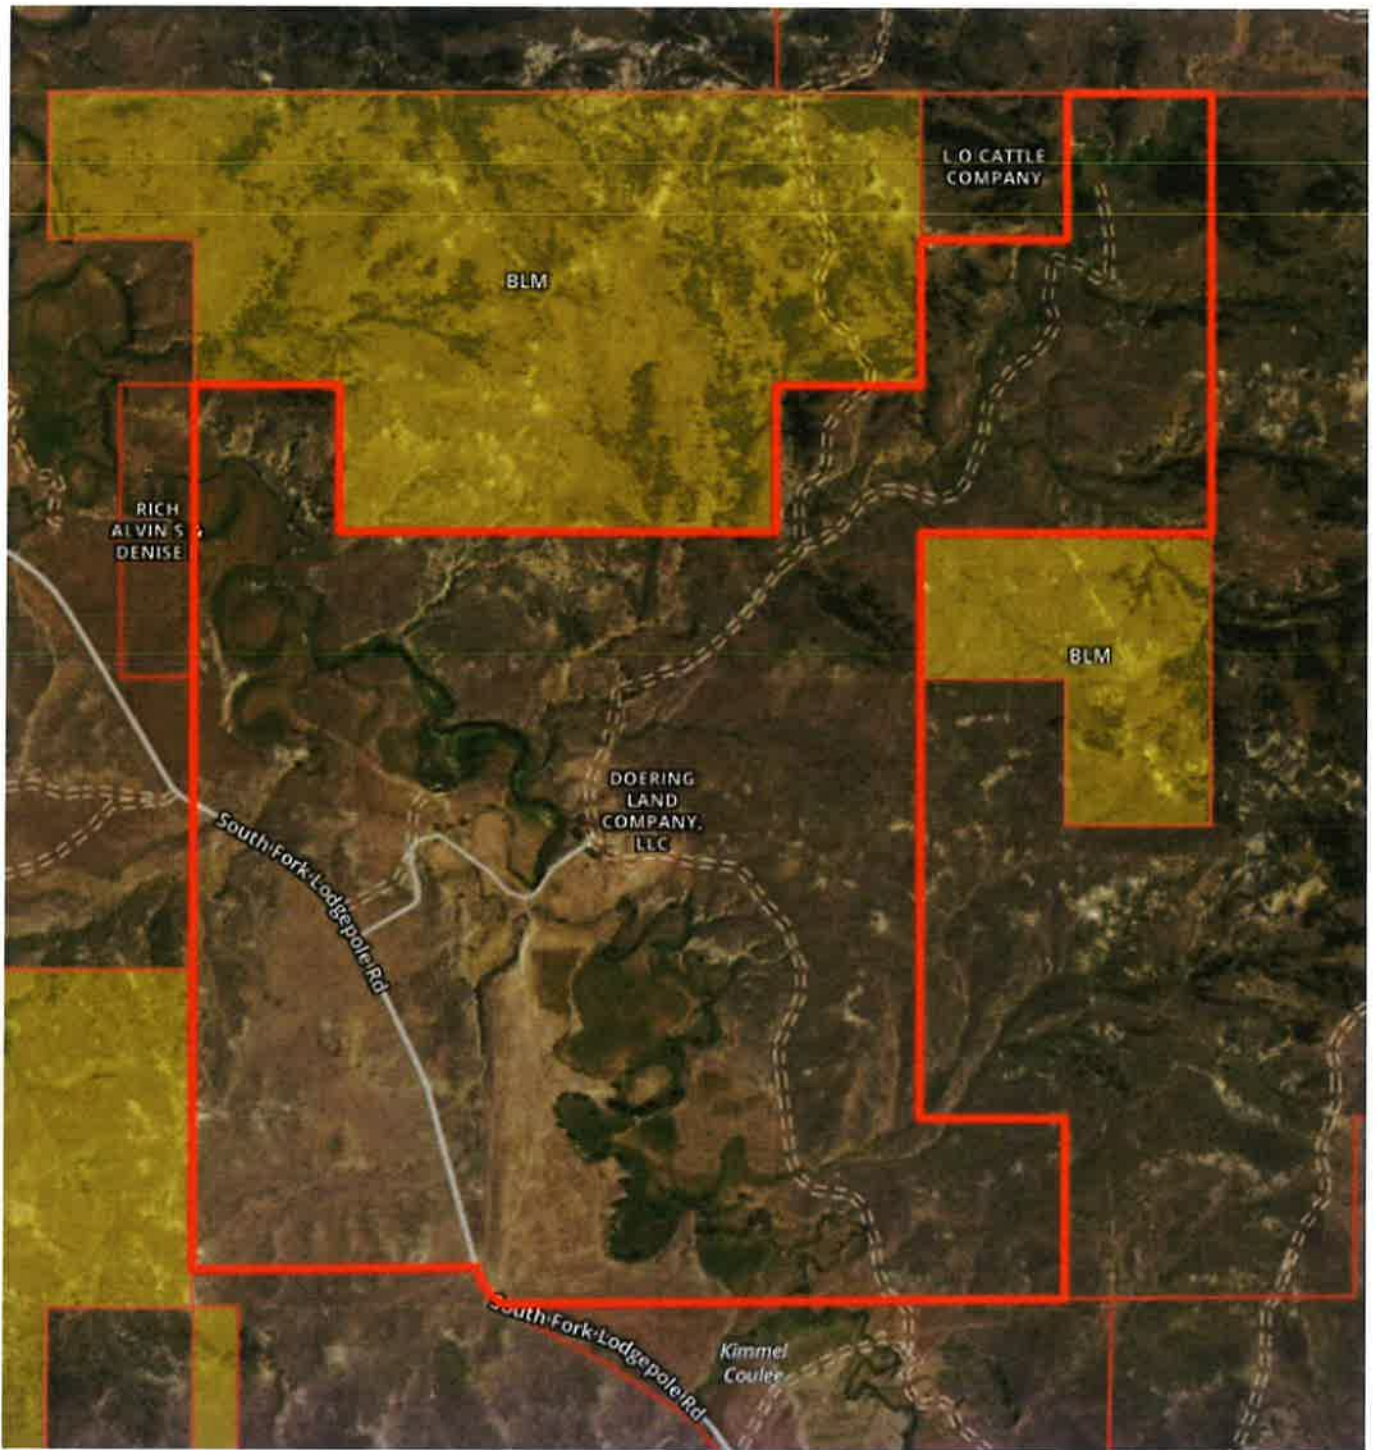 L O CATTLE
COMPANY
BLM
RICH
ALVIN S &
DENISE
BLM
DOERING
LAND
COMPANY,
LLC
South Fork Lodgepole Rd
South Fork Lodgepole Rd
Kimmel
Coulee